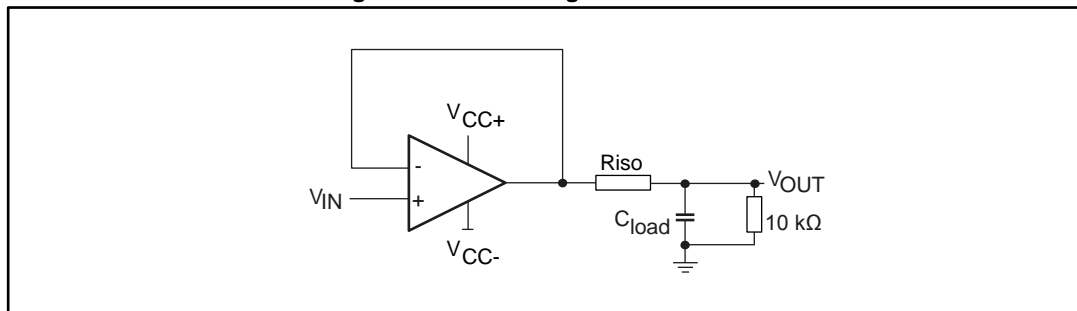 VCC+
Riso
-
VIN
+
VOUT
Cload
10 kΩ
VCC-